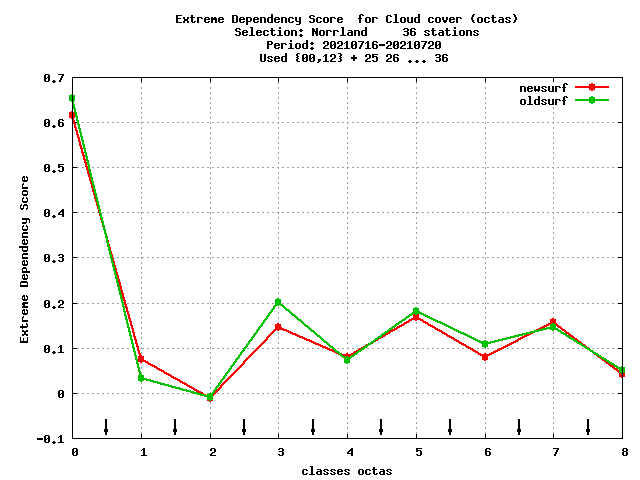 Extreme Dependency Score  for Cloud cover (octas)
Selection: Norrland     36 stations
Period: 20210716-20210720
Used {00,12} + 25 26 ... 36
newsurf
oldsurf
0.7
0.6
0.5
0.4
0.3
0.2
0.1
0
-0.1
Extreme Dependency Score
0 1 2 3 4 5 6 7 8
classes octas